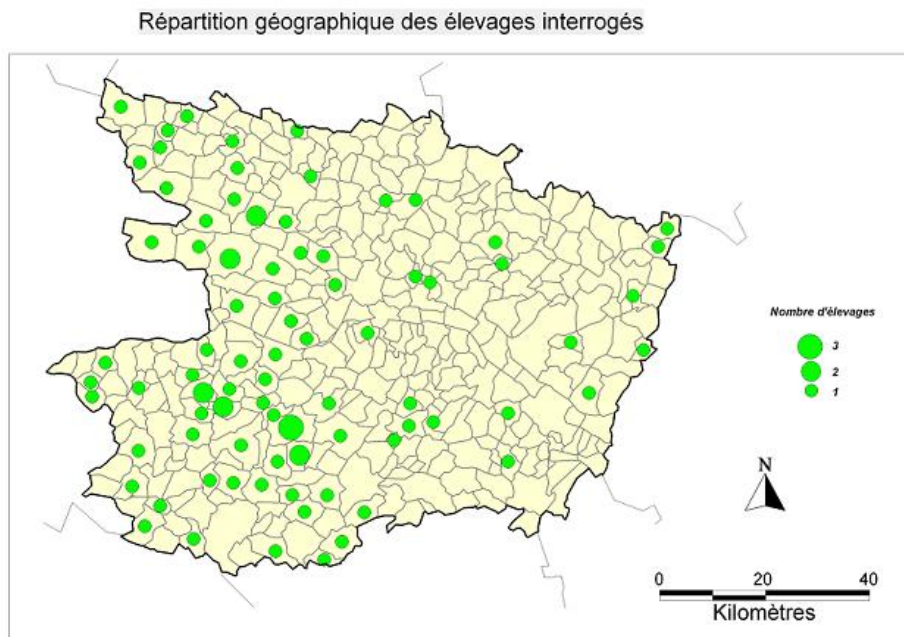 Répartition géographique des élevages interrogés
Nombre d'élevages
3
2
1
N
0 20 40
Kilomètres